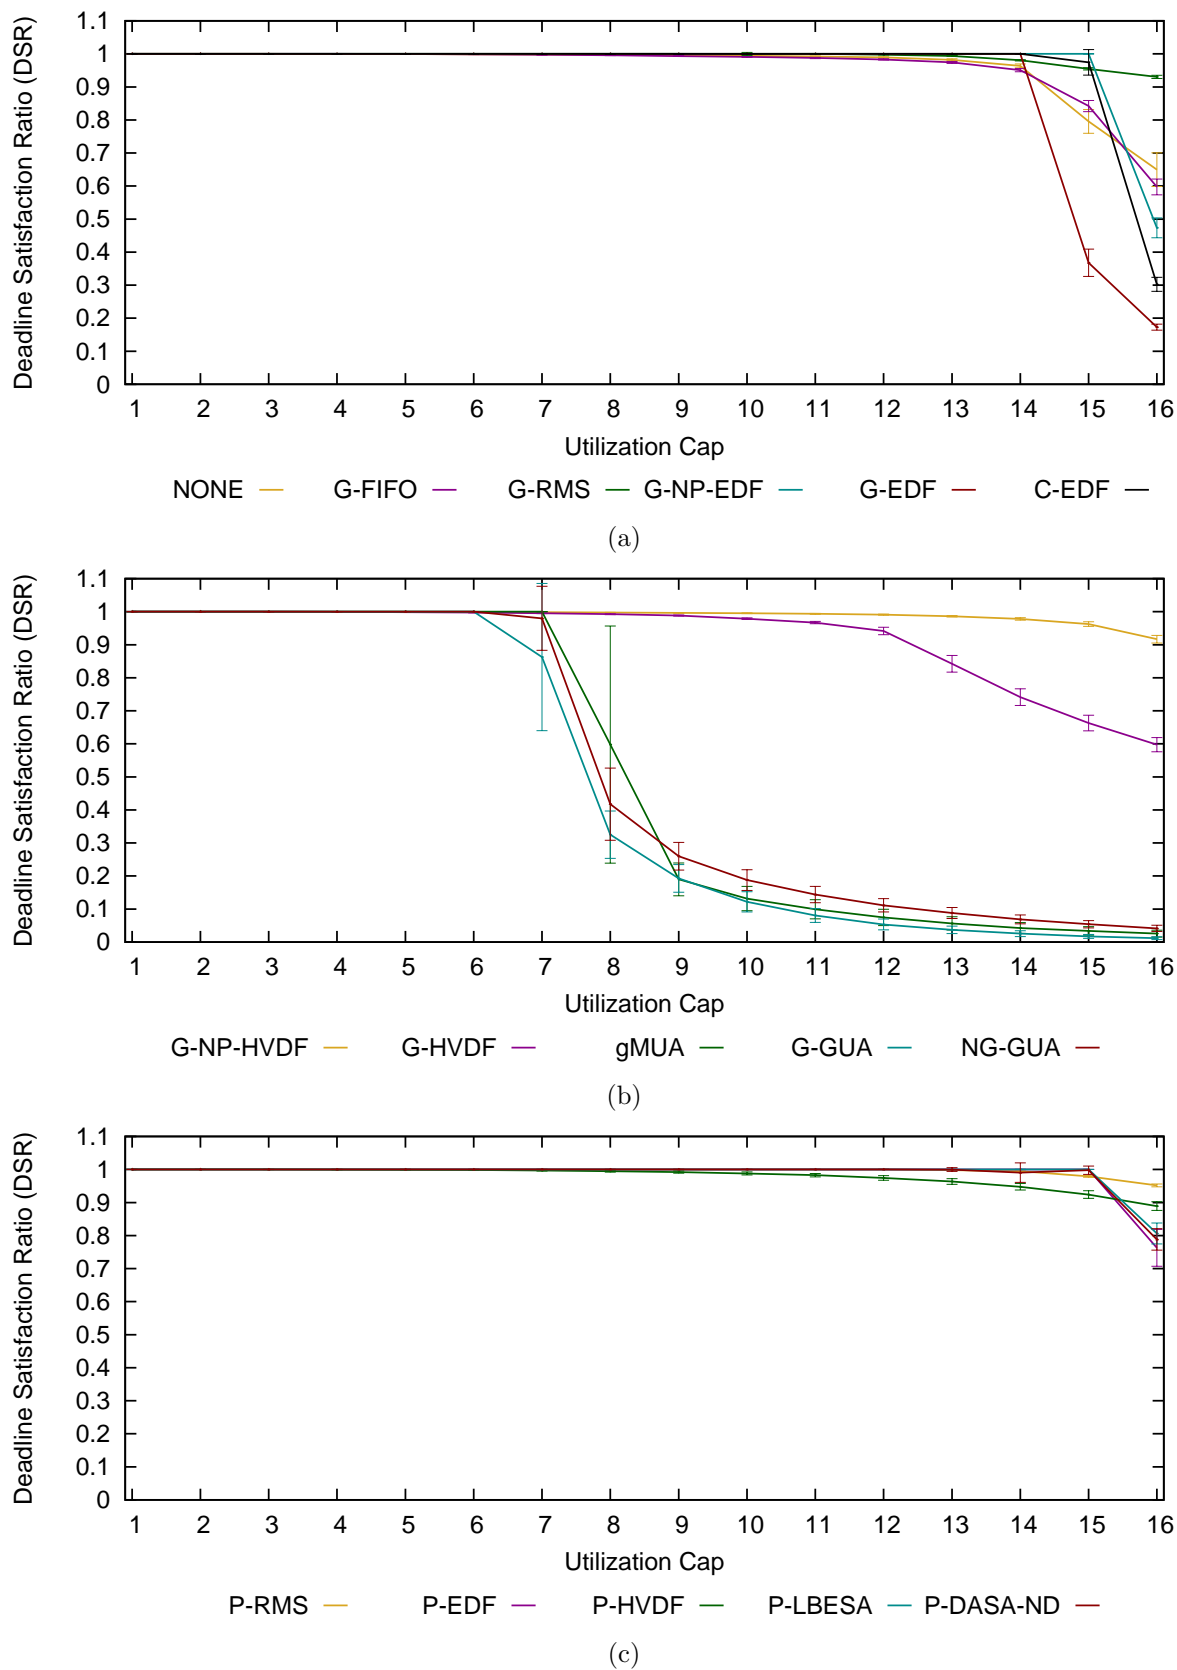 Deadline Satisfaction Ratio (DSR)
1.1
1
0.9
0.8
0.7
0.6
0.5
0.4
0.3
0.2
0.1
0
1 2 3 4 5 6 7 8 9 10 11 12 13 14 15 16
Utilization Cap
NONE G-FIFO G-RMS G-NP-EDF G-EDF C-EDF
(a)
Deadline Satisfaction Ratio (DSR)
1.1
1
0.9
0.8
0.7
0.6
0.5
0.4
0.3
0.2
0.1
0
1 2 3 4 5 6 7 8 9 10 11 12 13 14 15 16
Utilization Cap
G-NP-HVDF G-HVDF gMUA G-GUA NG-GUA
(b)
Deadline Satisfaction Ratio (DSR)
1.1
1
0.9
0.8
0.7
0.6
0.5
0.4
0.3
0.2
0.1
0
1 2 3 4 5 6 7 8 9 10 11 12 13 14 15 16
Utilization Cap
P-RMS P-EDF P-HVDF P-LBESA P-DASA-ND
(c)